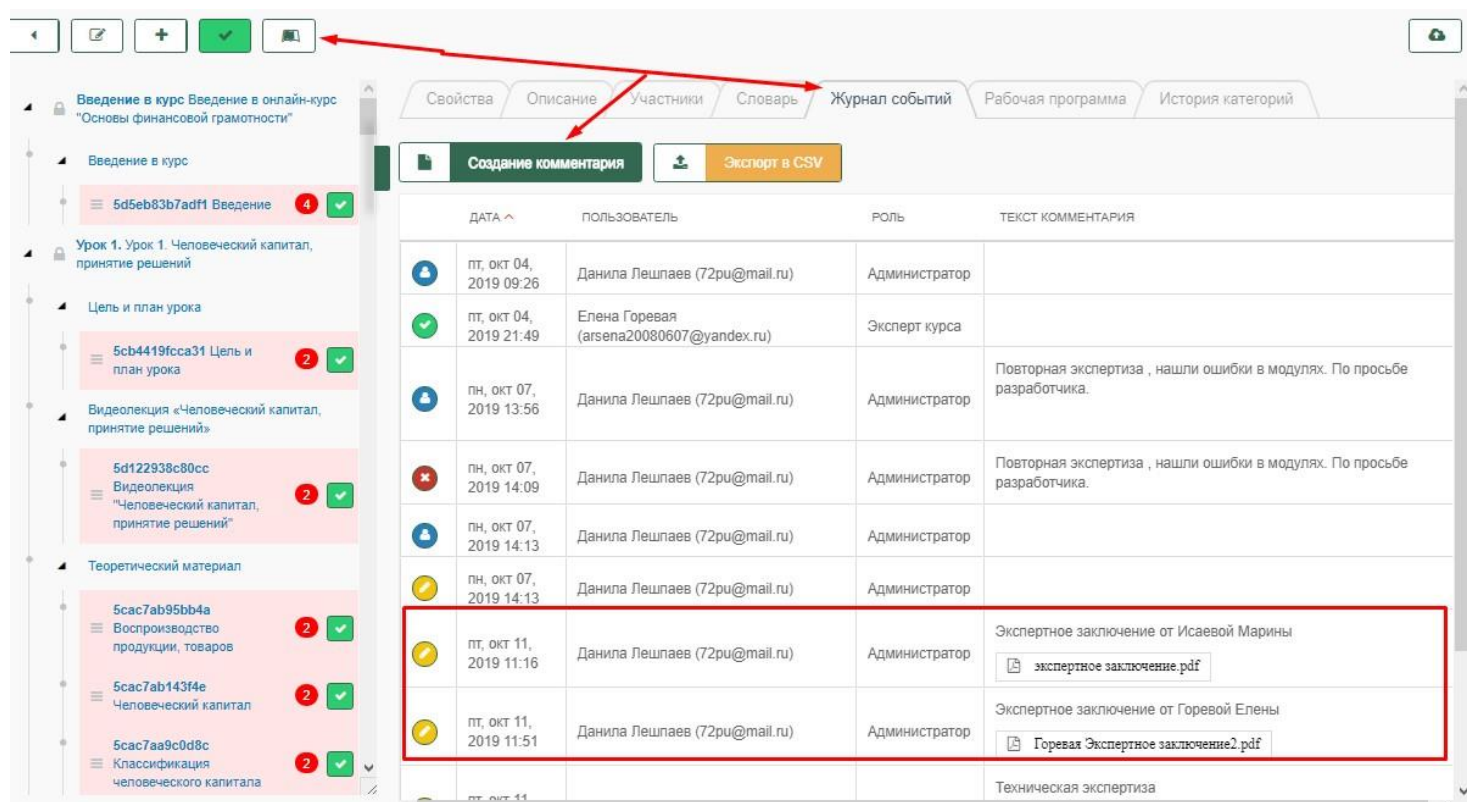 Введение в курс Введение в онлайн-курс
"Основы финансовой грамотности"
Введение в курс
5d5eb83b7adf1 Введение 4
Урок 1. Урок 1. Человеческий капитал,
принятие решений
Цель и план урока
5cb4419fcca31 Цель и
план урока 2
Видеолекция «Человеческий капитал,
принятие решений»
5d122938c80cc
Видеолекция
"Человеческий капитал,
принятие решений" 2
Теоретический материал
5cac7ab95bb4a
Воспроизводство
продукции, товаров 2
5cac7ab143f4e
Человеческий капитал 2
5cac7aa9c0d8c
Классификация
человеческого капитала 2
Свойства Описание Участники Словарь Журнал событий Рабочая программа История категорий
Создание комментария Экспорт в CSV
ДАТА ПОЛЬЗОВАТЕЛЬ РОЛЬ ТЕКСТ КОММЕНТАРИЯ
пт, окт 04,
2019 09:26
Данила Лешпаев (72pu@mail.ru)
Администратор
пт, окт 04,
2019 21:49
Елена Горевая
(arsena20080607@yandex.ru)
Эксперт курса
пн, окт 07,
2019 13:56
Данила Лешпаев (72pu@mail.ru)
Администратор
Повторная экспертиза , нашли ошибки в модулях. По просьбе
разработчика.
пн, окт 07,
2019 14:09
Данила Лешпаев (72pu@mail.ru)
Администратор
Повторная экспертиза , нашли ошибки в модулях. По просьбе
разработчика.
пн, окт 07,
2019 14:13
Данила Лешпаев (72pu@mail.ru)
Администратор
пн, окт 07,
2019 14:13
Данила Лешпаев (72pu@mail.ru)
Администратор
пт, окт 11,
2019 11:16
Данила Лешпаев (72pu@mail.ru)
Администратор
Экспертное заключение от Исаевой Марины
экспертное заключение.pdf
пт, окт 11,
2019 11:51
Данила Лешпаев (72pu@mail.ru)
Администратор
Экспертное заключение от Горевой Елены
Горевая Экспертное заключение2.pdf
пт, окт 11,
Техническая экспертиза